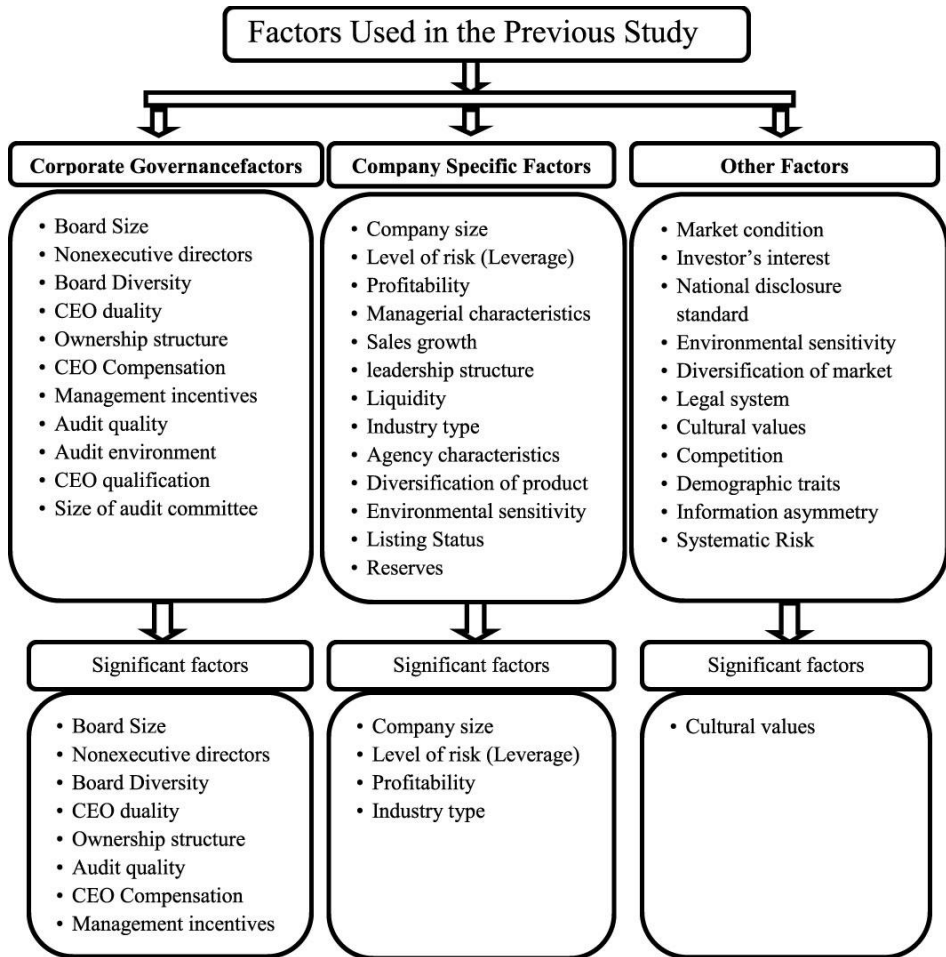 Factors Used in the Previous Study
Corporate Governancefactors
• Board Size
• Nonexecutive directors
• Board Diversity
• CEO duality
• Ownership structure
• CEO Compensation
• Management incentives
• Audit quality
• Audit environment
• CEO qualification
• Size of audit committee
Company Specific Factors
• Company size
• Level of risk (Leverage)
• Profitability
• Managerial characteristics
• Sales growth
• leadership structure
• Liquidity
• Industry type
• Agency characteristics
• Diversification of product
• Environmental sensitivity
• Listing Status
• Reserves
Other Factors
• Market condition
• Investor’s interest
• National disclosure
standard
• Environmental sensitivity
• Diversification of market
• Legal system
• Cultural values
• Competition
• Demographic traits
• Information asymmetry
• Systematic Risk
Significant factors
• Board Size
• Nonexecutive directors
• Board Diversity
• CEO duality
• Ownership structure
• Audit quality
• CEO Compensation
• Management incentives
Significant factors
• Company size
• Level of risk (Leverage)
• Profitability
• Industry type
Significant factors
• Cultural values